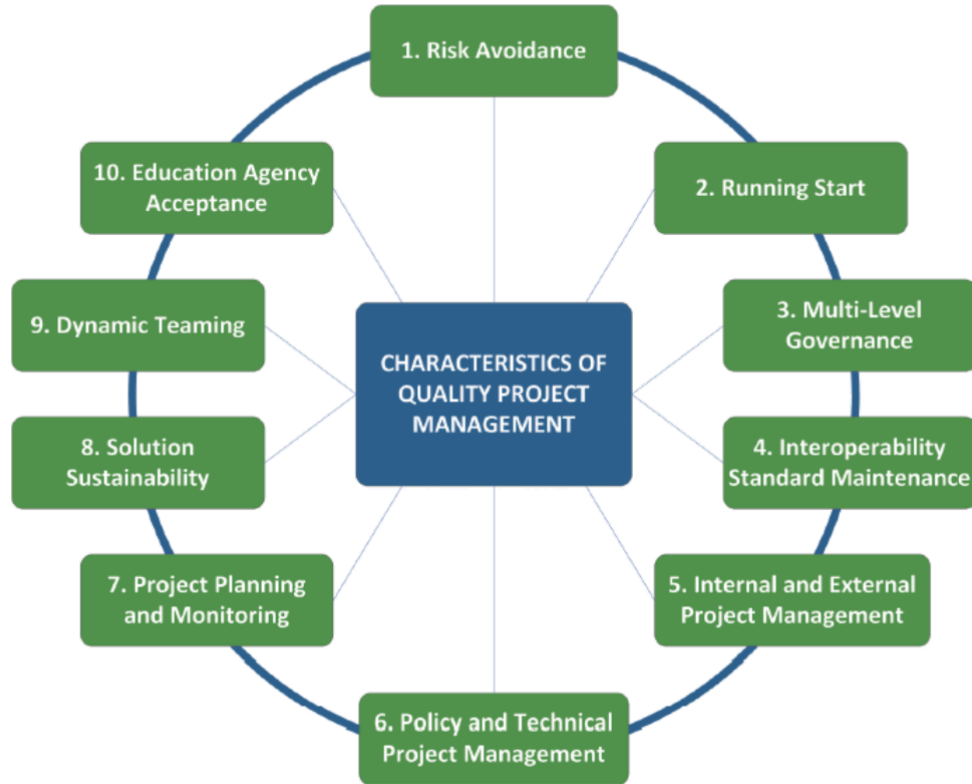 1. Risk Avoidance
2. Running Start
3. Multi-Level
Governance
4. Interoperability
Standard Maintenance
5. Internal and External
Project Management
6. Policy and Technical
Project Management
7. Project Planning
and Monitoring
8. Solution
Sustainability
9. Dynamic Teaming
10. Education Agency
Acceptance
CHARACTERISTICS OF
QUALITY PROJECT
MANAGEMENT